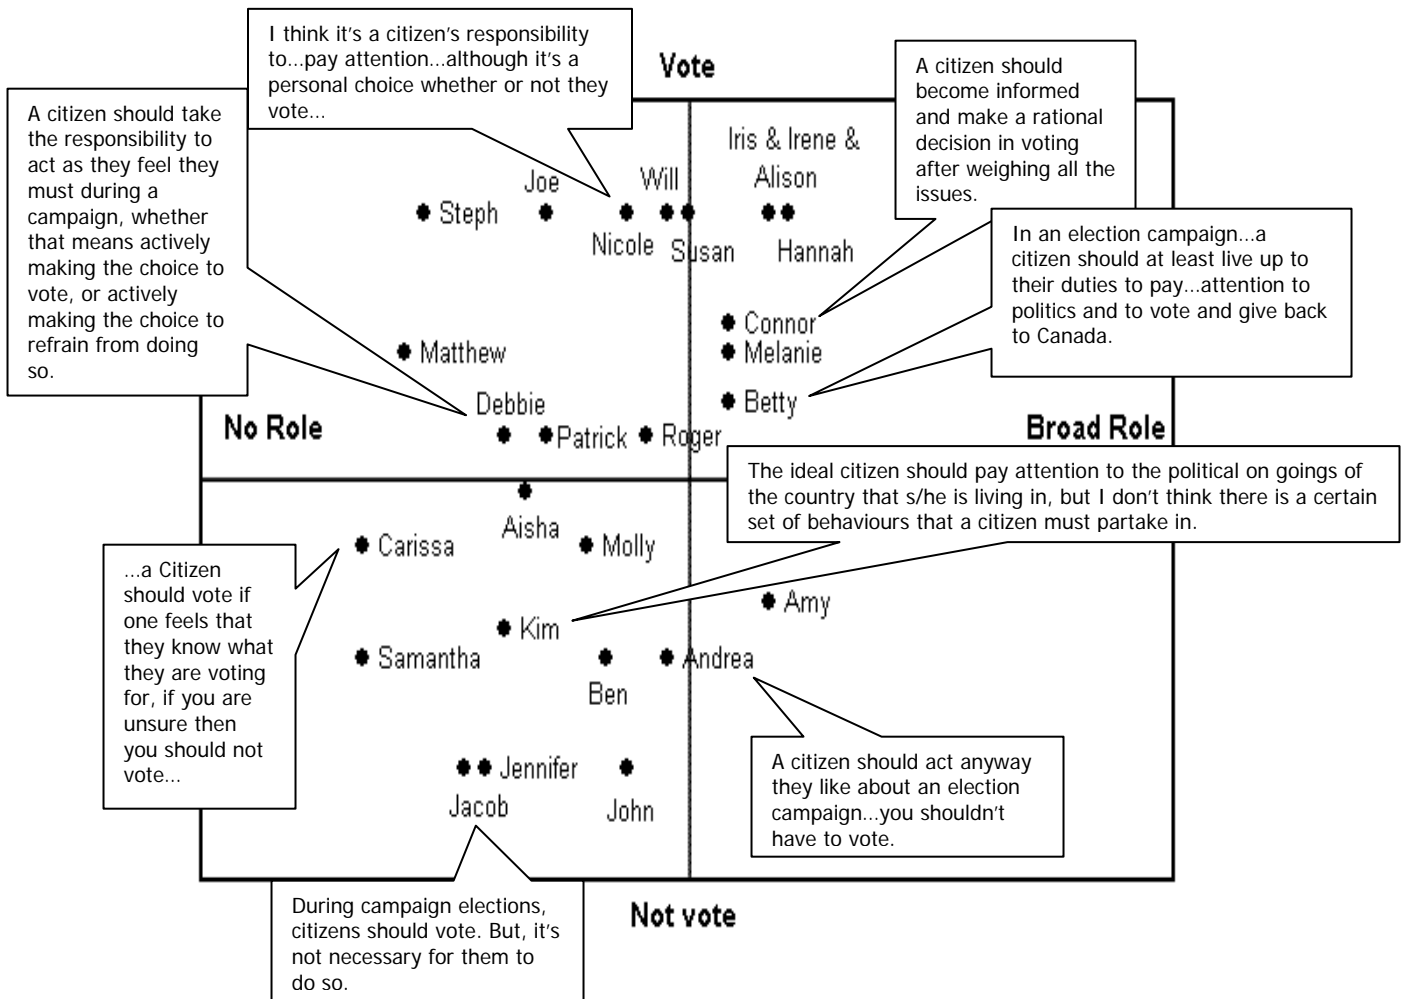 I think it's a citizen's responsibility
to...pay attention...although it's a
personal choice whether or not they
vote...
Vote
A citizen should
become informed
and make a rational
decision in voting
after weighing all the
issues.
A citizen should take
the responsibility to
act as they feel they
must during a
campaign, whether
that means actively
making the choice to
vote, or actively
making the choice to
refrain from doing
so.
Iris & Irene &
Alison
Joe
Will
Steph
Nicole
Susan
Hannah
In an election campaign...a
citizen should at least live up to
their duties to pay...attention to
politics and to vote and give back
to Canada.
Connor
Melanie
Matthew
Betty
Debbie
No Role
Patrick
Roger
Broad Role
The ideal citizen should pay attention to the political on goings of
the country that s/he is living in, but I don't think there is a certain
set of behaviours that a citizen must partake in.
Aisha
Carissa
Molly
...a Citizen
should vote if
one feels that
they know what
they are voting
for, if you are
unsure then
you should not
vote...
Amy
Kim
Samantha
Ben
Andrea
A citizen should act anyway
they like about an election
campaign...you shouldn't
have to vote.
Jennifer
Jacob
John
During campaign elections,
citizens should vote. But, it's
not necessary for them to
do so.
Not vote